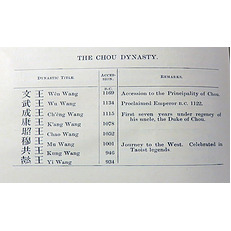 THE CHOU DYNASTY.
DYNASTIC TITLE. ACCESSION. REMARKS.
B.C.
文王 Wên Wang 1169 Accession to the Principality of Chou.
武王 Wu Wang 1134 Proclaimed Emperor B.C. 1122.
成王 Ch'êng Wang 1115 First seven years under regency of
his uncle, the Duke of Chou.
康王 K'ang Wang 1078
昭王 Chao Wang 1052
穆王 Mu Wang 1001 Journey to the West. Celebrated in
Taoist legends
共王 Kung Wang 946
懿王 Yi Wang 934